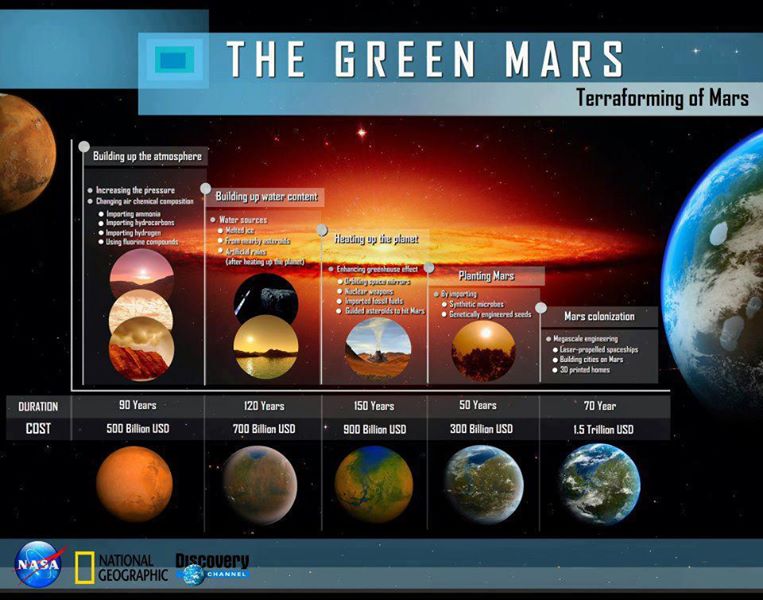 THE GREEN MARS
Terraforming of Mars
Building up the atmosphere
Increasing the pressure
Changing air chemical composition
Importing ammonia
Importing hydrocarbons
Importing hydrogen
Using fluorine compounds
Building up water content
Water sources
Melted ice
From nearby asteroids
Artificial rains
(after heating up the planet)
Heating up the planet
Enhancing greenhouse effect
Orbiting space mirrors
Nuclear weapons
Imported fossil fuels
Guided asteroids to hit Mars
Planting Mars
By importing
Synthetic microbes
Genetically engineered seeds
Mars colonization
Megascale engineering
Laser-propelled spaceships
Building cities on Mars
3D printed homes
DURATION 90 Years 120 Years 150 Years 50 Years 70 Year
COST 500 Billion USD 700 Billion USD 900 Billion USD 300 Billion USD 1.5 Trillion USD
NASA
NATIONAL
GEOGRAPHIC
Discovery
CHANNEL